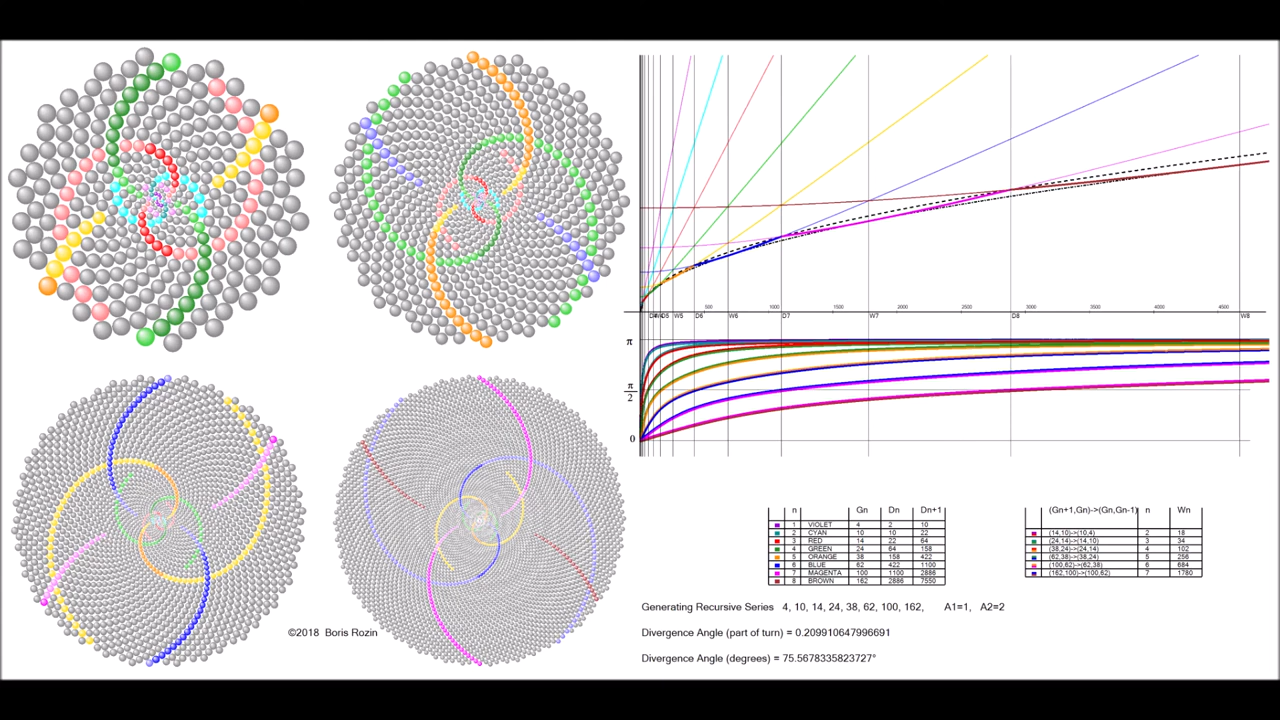 500 1000 1500 2000 2500 3000 3500 4000 4500
D5 W5 D6 W6 D7 W7 D8 W8
π
π
2
0
n Gn Dn Dn+1
1 VIOLET 4 2 10
2 CYAN 10 10 22
3 RED 14 22 64
4 GREEN 24 64 158
5 ORANGE 38 158 422
6 BLUE 62 422 1100
7 MAGENTA 100 1100 2886
8 BROWN 162 2886 7550
(Gn+1,Gn)->(Gn,Gn-1) n Wn
(14,10)->(10,4) 2 18
(24,14)->(14,10) 3 34
(38,24)->(24,14) 4 102
(62,38)->(38,24) 5 256
(100,62)->(62,38) 6 684
(162,100)->(100,62) 7 1780
Generating Recursive Series 4, 10, 14, 24, 38, 62, 100, 162, A1=1, A2=2
©2018 Boris Rozin
Divergence Angle (part of turn) = 0.209910647996691
Divergence Angle (degrees) = 75.5678335823727°